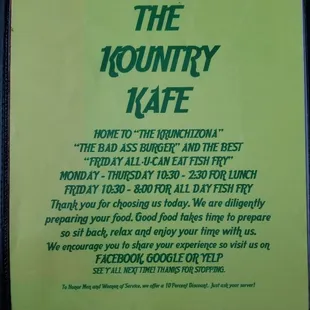 THE
KOUNTRY
KAFE
HOME TO "THE KRUNCHIZONA"
"THE BAD ASS BURGER" AND THE BEST
"FRIDAY ALL-U-CAN EAT FISH FRY"
MONDAY - THURSDAY 10:30 - 2:30 FOR LUNCH
FRIDAY 10:30 - 8:00 FOR ALL DAY FISH FRY
Thank you for choosing us today. We are diligently
preparing your food. Good food takes time to prepare
so sit back, relax and enjoy your time with us.
We encourage you to share your experience so visit us on
FACEBOOK, GOOGLE OR YELP
SEE Y'ALL NEXT TIME! THANKS FOR STOPPING.
To Honor Men and Women of Service, we offer a 10 Percent Discount. Just ask your server!